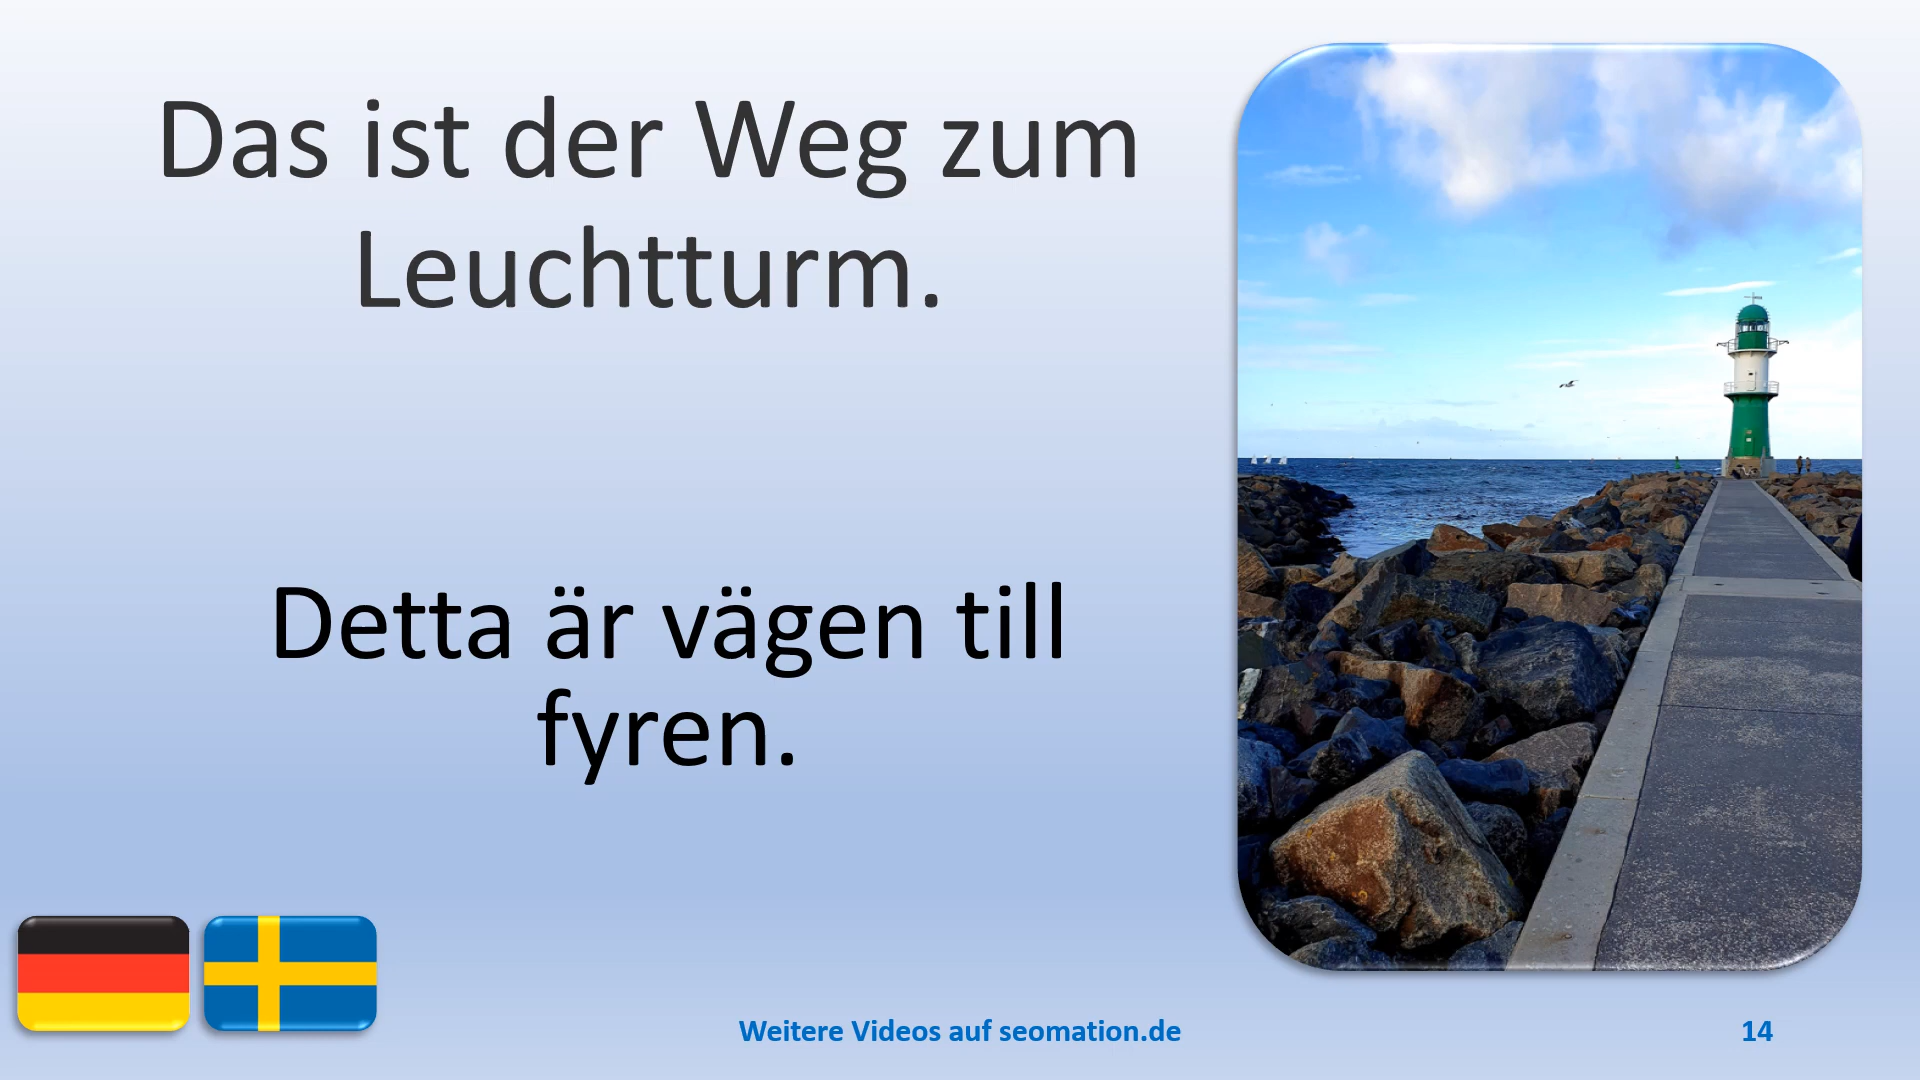 Das ist der Weg zum
Leuchtturm.
Detta är vägen till
fyren.
Weitere Videos auf seomation.de
14